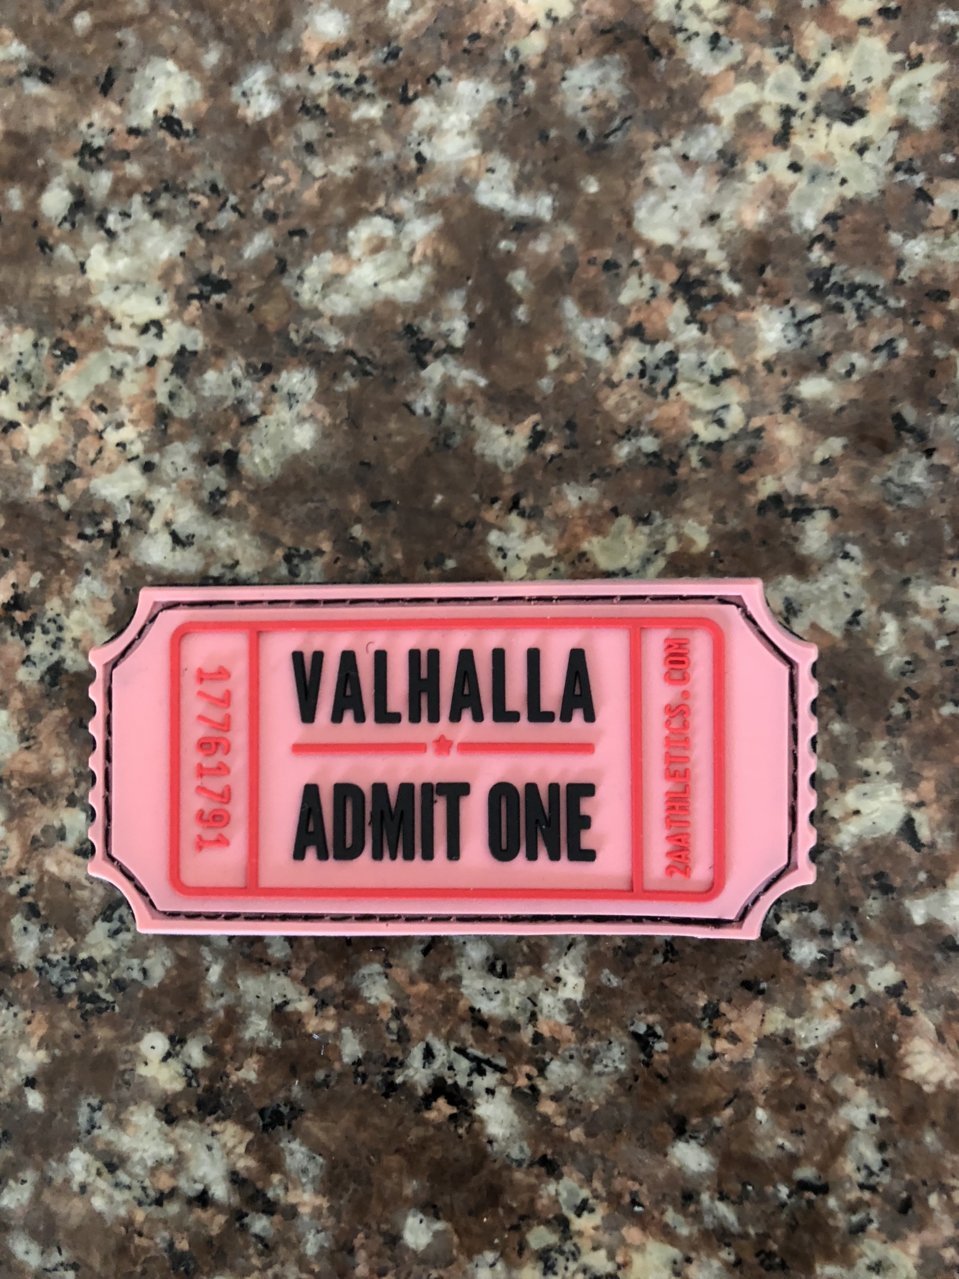 17761791
VALHALLA
ADMIT ONE
2AATHLETICS.COM